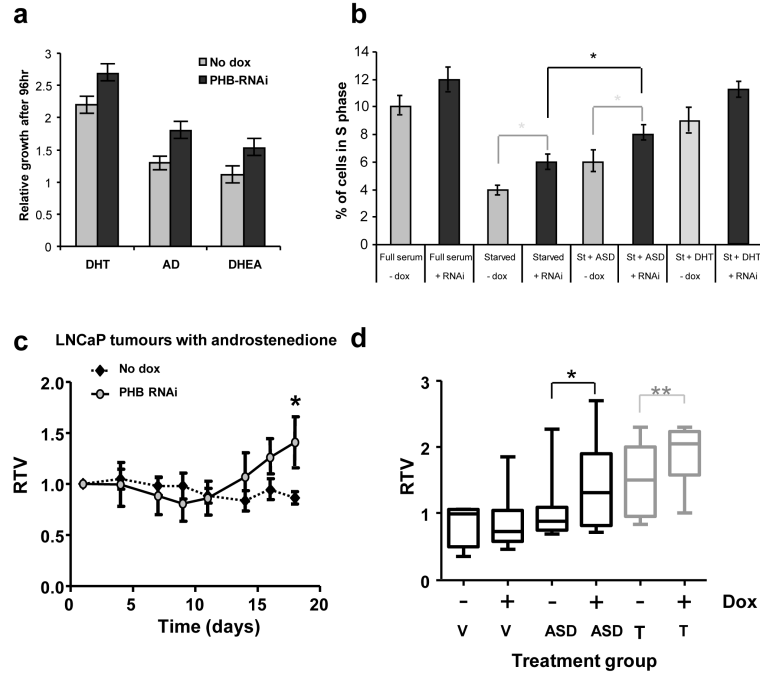 a
Relative growth after 96hr
3
2.5
2
1.5
1
0.5
0
No dox
PHB-RNAi
DHT AD DHEA
b
% of cells in S phase
14
12
10
8
6
4
2
0
*
* *
Full serum Full serum Starved Starved St + ASD St + ASD St + DHT St + DHT
- dox + RNAi - dox + RNAi - dox + RNAi - dox + RNAi
c
LNCaP tumours with androstenedione
No dox
PHB RNAi
RTV
2.0
1.5
1.0
0.5
0.0
*
0 5 10 15 20
Time (days)
d
RTV
3
2
1
0
* **
- + - + - + Dox
V V ASD ASD T T
Treatment group